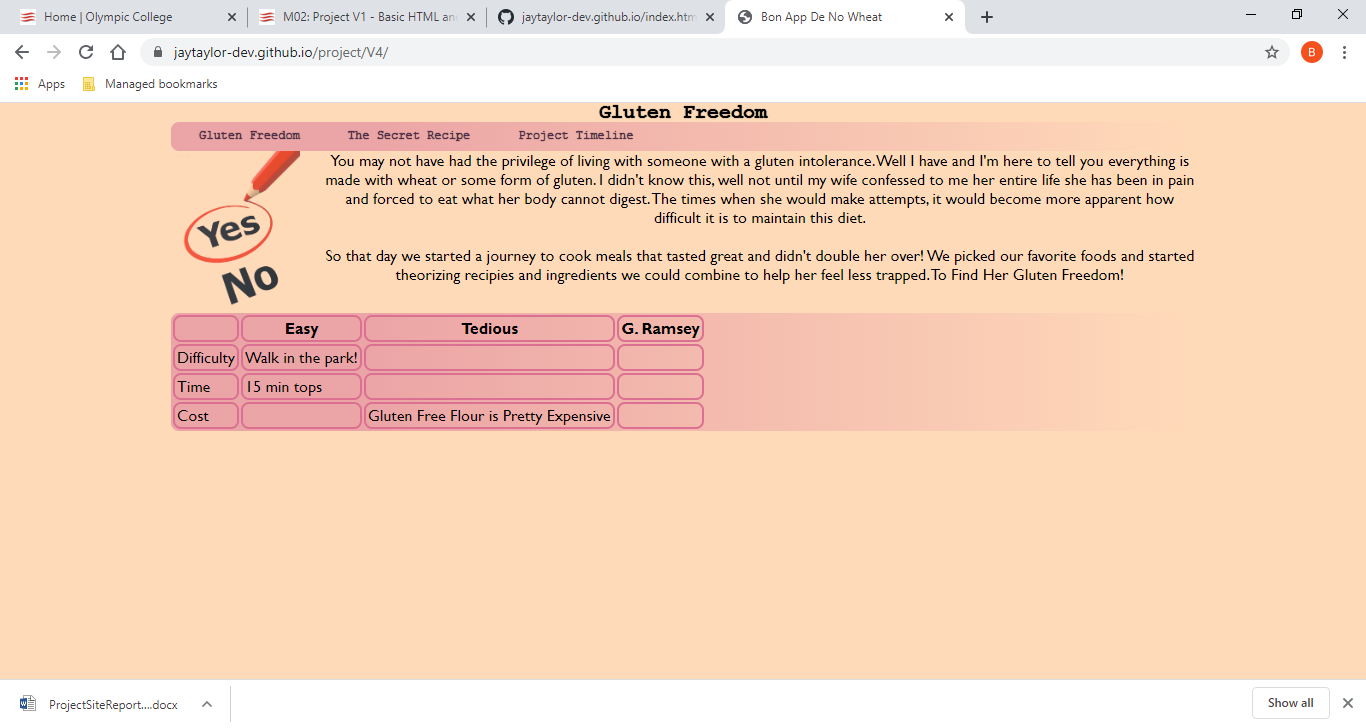 Home | Olympic College
M02: Project V1 - Basic HTML an
jaytaylor-dev.github.io/index.htm
Bon App De No Wheat
jaytaylor-dev.github.io/project/V4/
B
Apps
Managed bookmarks
Gluten Freedom
Gluten Freedom The Secret Recipe Project Timeline
Yes
No
You may not have had the privilege of living with someone with a gluten intolerance. Well I have and I'm here to tell you everything is
made with wheat or some form of gluten. I didn't know this, well not until my wife confessed to me her entire life she has been in pain
and forced to eat what her body cannot digest. The times when she would make attempts, it would become more apparent how
difficult it is to maintain this diet.
So that day we started a journey to cook meals that tasted great and didn't double her over! We picked our favorite foods and started
theorizing recipies and ingredients we could combine to help her feel less trapped. To Find Her Gluten Freedom!
Easy Tedious G. Ramsey
Difficulty Walk in the park!
Time 15 min tops
Cost Gluten Free Flour is Pretty Expensive
ProjectSiteReport....docx
Show all